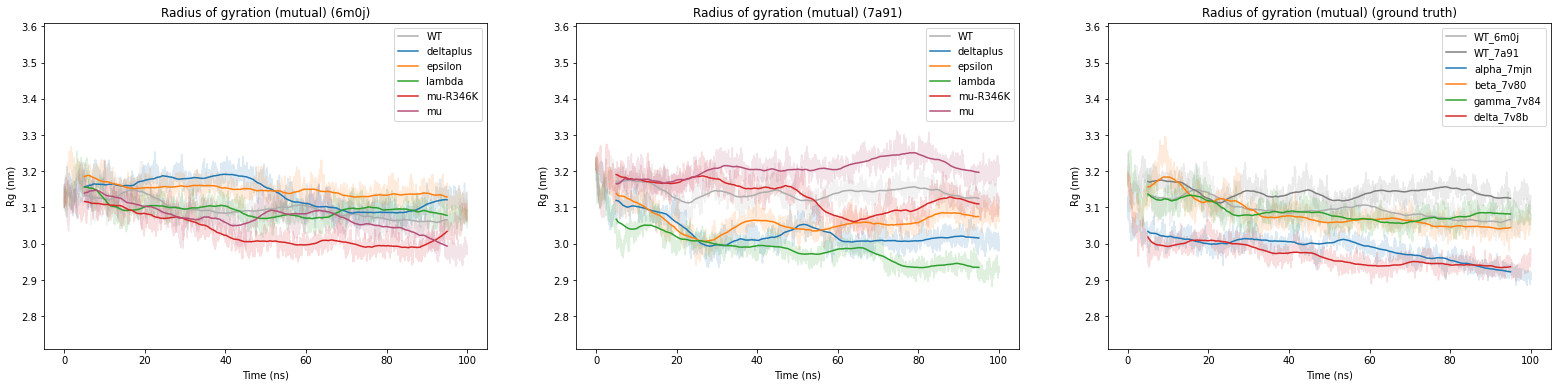 Radius of gyration (mutual) (6m0j)
3.6
3.5
3.4
3.3
3.2
3.1
3.0
2.9
2.8
Rg (nm)
0
20
40
60
80
100
Time (ns)
WT
deltaplus
epsilon
lambda
mu-R346K
mu
Radius of gyration (mutual) (7a91)
3.6
3.5
3.4
3.3
3.2
3.1
3.0
2.9
2.8
Rg (nm)
0
20
40
60
80
100
Time (ns)
WT
deltaplus
epsilon
lambda
mu-R346K
mu
Radius of gyration (mutual) (ground truth)
3.6
3.5
3.4
3.3
3.2
3.1
3.0
2.9
2.8
Rg (nm)
0
20
40
60
80
100
Time (ns)
WT_6m0j
WT_7a91
alpha_7mjn
beta_7v80
gamma_7v84
delta_7v8b